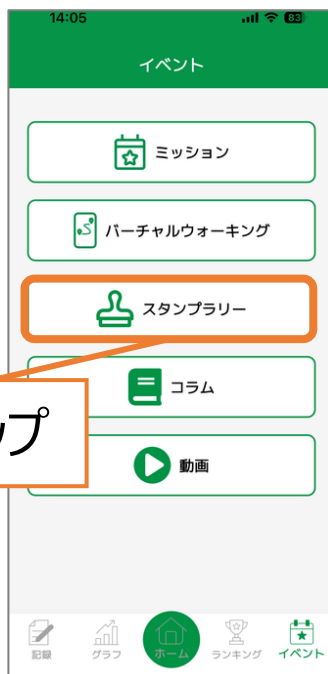 14:05
83
イベント
ミッション
バーチャルウォーキング
スタンプラリー
コラム
動画
記録
グラフ
ホーム
ランキング
イベント